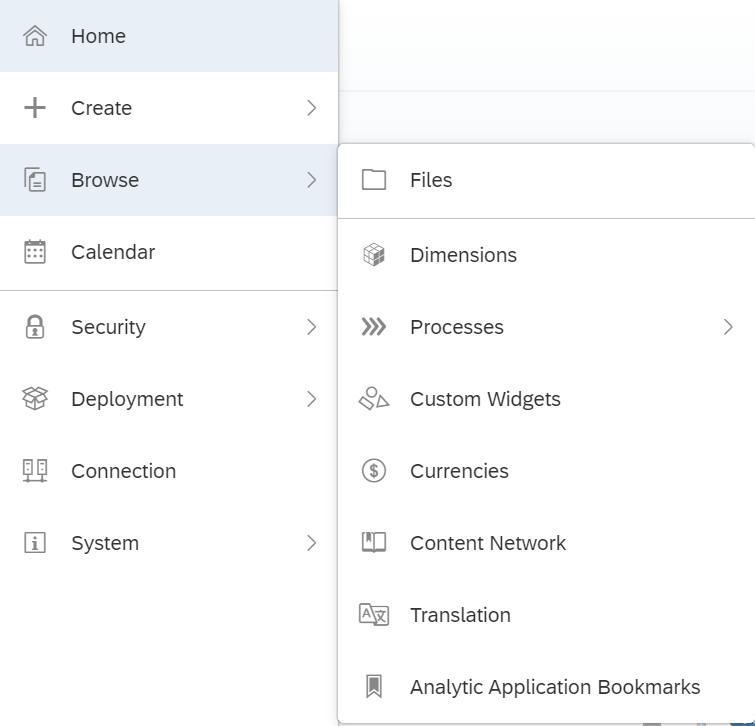 Home
Create
Browse
Calendar
Security
Deployment
Connection
System
Files
Dimensions
Processes
Custom Widgets
Currencies
Content Network
Translation
Analytic Application Bookmarks